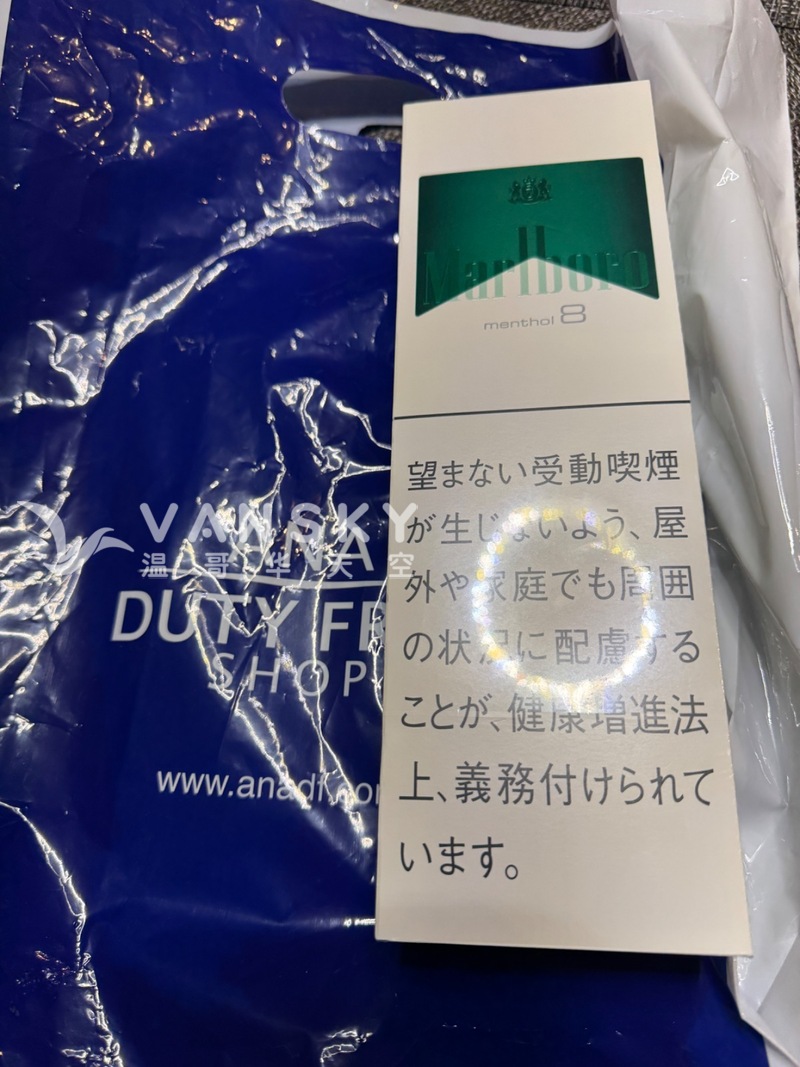 Marlboro
menthol 8
望まない受動喫煙
が生じないよう、屋
外や家庭でも周囲
の状況に配慮する
ことが、健康増進法
上、義務付けられて
います。
VANSKY
温哥华天空
NA
DUTY FR
SHOP
www.anadf.co